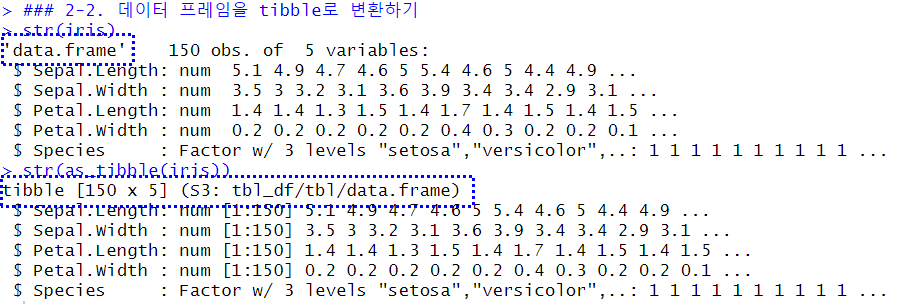 > ### 2-2. 데이터 프레임을 tibble로 변환하기
> str(iris)
'data.frame'    150 obs. of  5 variables:
 $ Sepal.Length: num  5.1 4.9 4.7 4.6 5 5.4 4.6 5 4.4 4.9 ...
 $ Sepal.Width : num  3.5 3 3.2 3.1 3.6 3.9 3.4 3.4 2.9 3.1 ...
 $ Petal.Length: num  1.4 1.4 1.3 1.5 1.4 1.7 1.4 1.5 1.4 1.5 ...
 $ Petal.Width : num  0.2 0.2 0.2 0.2 0.2 0.4 0.3 0.2 0.2 0.1 ...
 $ Species     : Factor w/ 3 levels "setosa","versicolor",..: 1 1 1 1 1 1 1 1 1 1 ...
> str(as_tibble(iris))
tibble [150 x 5] (S3: tbl_df/tbl/data.frame)
 $ Sepal.Length: num [1:150] 5.1 4.9 4.7 4.6 5 5.4 4.6 5 4.4 4.9 ...
 $ Sepal.Width : num [1:150] 3.5 3 3.2 3.1 3.6 3.9 3.4 3.4 2.9 3.1 ...
 $ Petal.Length: num [1:150] 1.4 1.4 1.3 1.5 1.4 1.7 1.4 1.5 1.4 1.5 ...
 $ Petal.Width : num [1:150] 0.2 0.2 0.2 0.2 0.2 0.4 0.3 0.2 0.2 0.1 ...
 $ Species     : Factor w/ 3 levels "setosa","versicolor",..: 1 1 1 1 1 1 1 1 1 1 ...